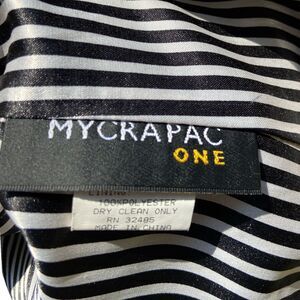 MYCRAPAC
ONE
100%POLYESTER
DRY CLEAN ONLY
RN 32485
MADE IN CHINA